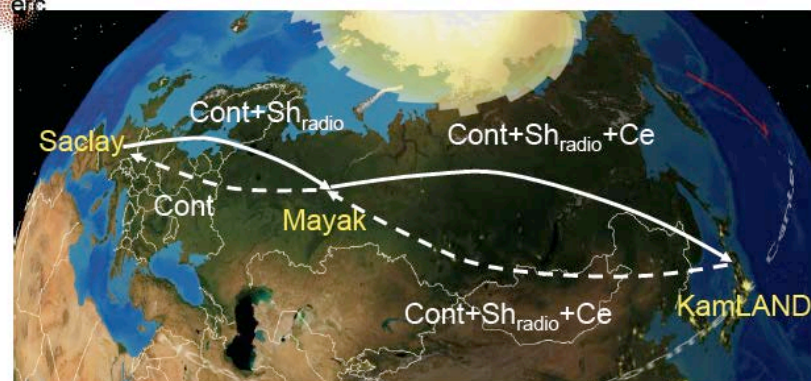 erc
Cont+Sh_radio
Saclay
Cont+Sh_radio+Ce
Cont
Mayak
KamLAND
Cont+Sh_radio+Ce